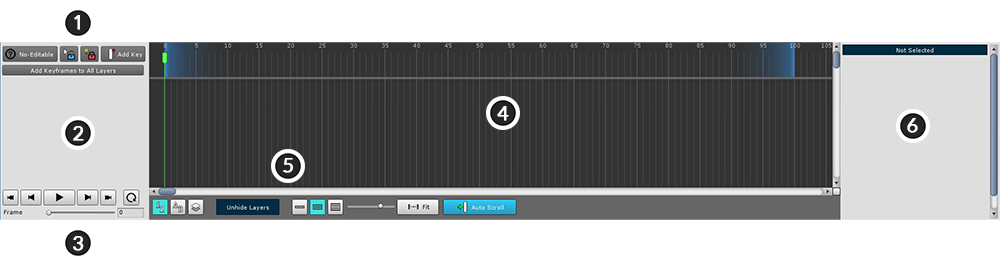 1
No-Editable Add Key
Add Keyframes to All Layers
0 5 10 15 20 25 30 35 40 45 50 55 60 65 70 75 80 85 90 95 100 105
Not Selected
2
4
5
6
Frame 0
Unhide Layers Fit Auto Scroll
3